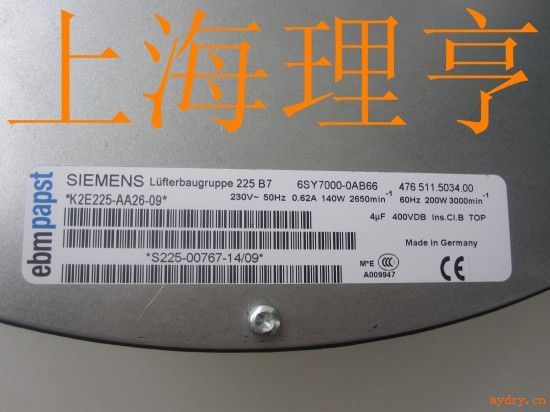 上海理亨
ebmpapst
SIEMENS Lüfterbaugruppe 225 B7 6SY7000-0AB66 476 511.5034.00
*K2E225-AA26-09* 230V~ 50Hz 0.62A 140W 2650min⁻¹ 60Hz 200W 3000min⁻¹
4µF 400VDB Ins.Cl.B TOP
Made in Germany
*S225-00767-14/09*
M*E CCC CE
A009947
mydry.cn